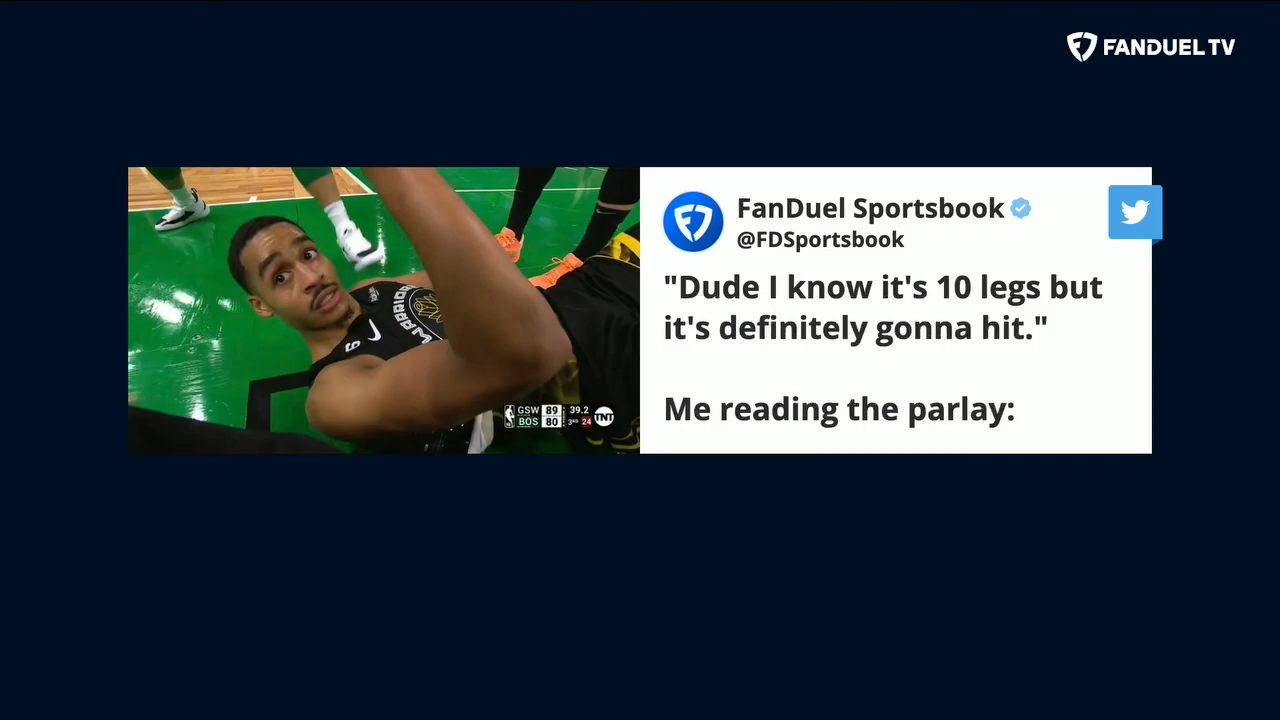 FANDUEL TV
FanDuel Sportsbook
@FDSportsbook
"Dude I know it's 10 legs but
it's definitely gonna hit."
Me reading the parlay:
WARRIORS
GSW 89 39.2
BOS 80 3RD 24
TNT